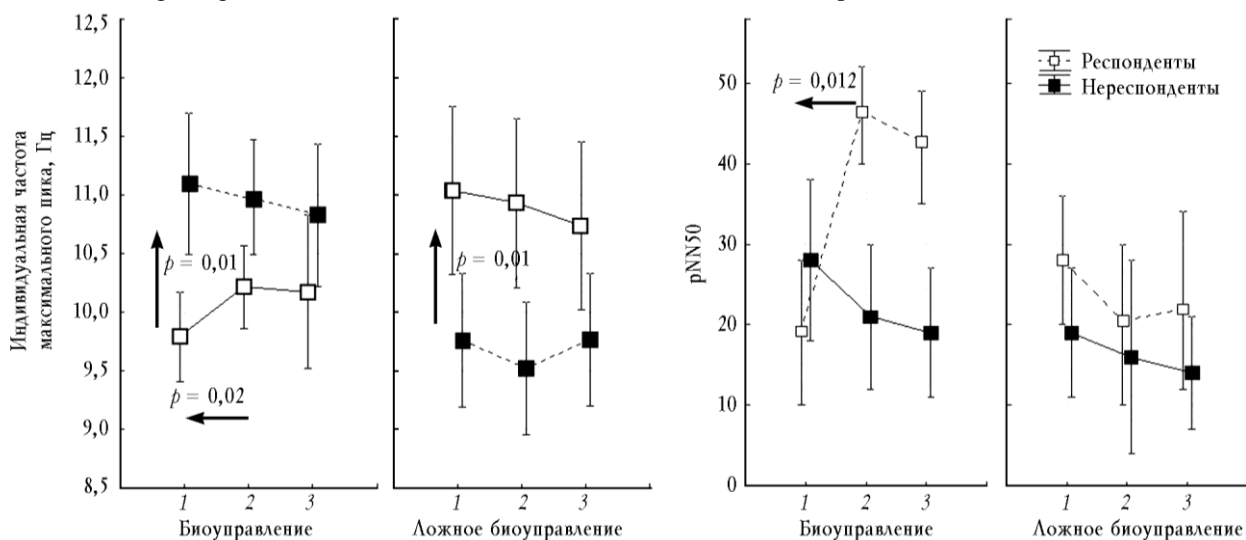 Индивидуальная частота
максимального пика, Гц
12,5
12,0
11,5
11,0
10,5
10,0
9,5
9,0
8,5
p = 0,01
p = 0,02
1 2 3
Биоуправление
p = 0,01
1 2 3
Ложное биоуправление
pNN50
50
40
30
20
10
0
p = 0,012
1 2 3
Биоуправление
Респонденты
Нереспонденты
1 2 3
Ложное биоуправление